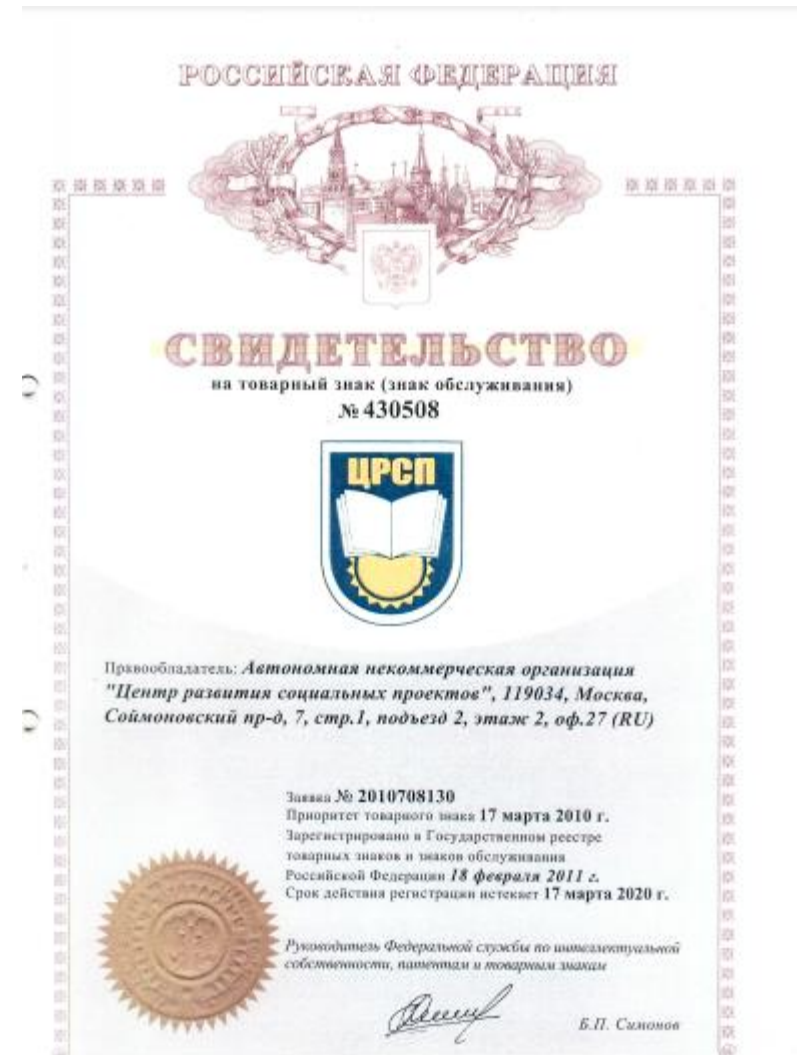 РОССИЙСКАЯ ФЕДЕРАЦИЯ
СВИДЕТЕЛЬСТВО
на товарный знак (знак обслуживания)
№ 430508
ЦРСП
Правообладатель: Автономная некоммерческая организация
"Центр развития социальных проектов", 119034, Москва,
Соймоновский пр-д, 7, стр.1, подъезд 2, этаж 2, оф.27 (RU)
Заявка № 2010708130
Приоритет товарного знака 17 марта 2010 г.
Зарегистрировано в Государственном реестре
товарных знаков и знаков обслуживания
Российской Федерации 18 февраля 2011 г.
Срок действия регистрации истекает 17 марта 2020 г.
Руководитель Федеральной службы по интеллектуальной
собственности, патентам и товарным знакам
Б.П. Симонов